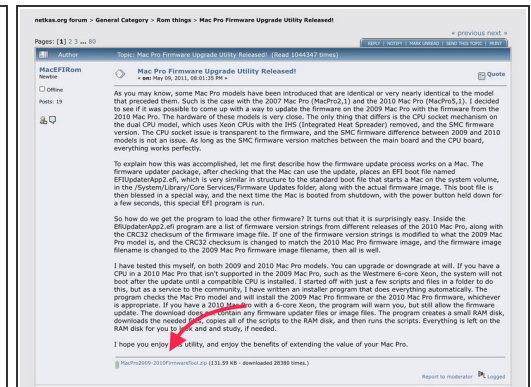 netkas.org forum > General Category > Rom things > Mac Pro Firmware Upgrade Utility Released!
« previous next »
Pages: [1] 2 3 ... 80
REPLY | NOTIFY | MARK UNREAD | SEND THIS TOPIC | PRINT
Author Topic: Mac Pro Firmware Upgrade Utility Released! (Read 1044347 times)
MacEFIRom
Newbie
Offline
Posts: 19
Mac Pro Firmware Upgrade Utility Released!
« on: May 09, 2011, 08:01:35 PM »
Quote
As you may know, some Mac Pro models have been introduced that are identical or very nearly identical to the model
that preceded them. Such is the case with the 2007 Mac Pro (MacPro2,1) and the 2010 Mac Pro (MacPro5,1). I decided
to see if it was possible to come up with a way to update the firmware on the 2009 Mac Pro with the firmware from the
2010 Mac Pro. The hardware of these models is very close. The only thing that differs is the CPU socket mechanism on
the dual CPU model, which uses Xeon CPUs with the IHS (Integrated Heat Spreader) removed, and the SMC firmware
version. The CPU socket issue is transparent to the firmware, and the SMC firmware difference between 2009 and 2010
models is not an issue. As long as the SMC firmware version matches between the main board and the CPU board,
everything works perfectly.
To explain how this was accomplished, let me first describe how the firmware update process works on a Mac. The
firmware updater package, after checking that the Mac can use the update, places an EFI boot file named
EFIUpdaterApp2.efi, which is very similar in structure to the standard boot file that starts a Mac on the system volume,
in the /System/Library/Core Services/Firmware Updates folder, along with the actual firmware image. This boot file is
then blessed in a special way, and the next time the Mac is booted from shutdown, with the power button held down for
a few seconds, this special EFI program is run.
So how do we get the program to load the other firmware? It turns out that it is surprisingly easy. Inside the
EfiUpdaterApp2.efi program are a list of firmware version strings from different releases of the 2010 Mac Pro, along with
the CRC32 checksum of the firmware image file. If one of the firmware version strings is modified to what the 2009 Mac
Pro model is, and the CRC32 checksum is changed to match the 2010 Mac Pro firmware image, and the firmware image
filename is changed to the 2009 Mac Pro firmware image filename, then all is well.
I have tested this myself, on both 2009 and 2010 Mac Pro models. You can upgrade or downgrade at will. If you have a
CPU in a 2010 Mac Pro that isn't supported in the 2009 Mac Pro, such as the Westmere 6-core Xeon, the system will not
boot after the update until a compatible CPU is installed. I started off with just a few scripts and files in a folder to do
this, but as a service to the community, I have written an installer program that does everything automatically. The
program checks the Mac Pro model and will install the 2009 Mac Pro firmware or the 2010 Mac Pro firmware, whichever
is appropriate. If you have a 2010 Mac Pro with a 6-core Xeon, the program will warn you, but still allow the firmware
update. The download does not contain any firmware updater files or image files. The program creates a small RAM disk,
downloads the needed files, copies all of the scripts to the RAM disk, and then runs the scripts. Everything is left on the
RAM disk for you to look and and study, if needed.
I hope you enjoy this utility, and enjoy the benefits of extending the value of your Mac Pro.
MacPro2009-2010FirmwareTool.zip (131.59 KB - downloaded 28380 times.)
Report to moderator Logged